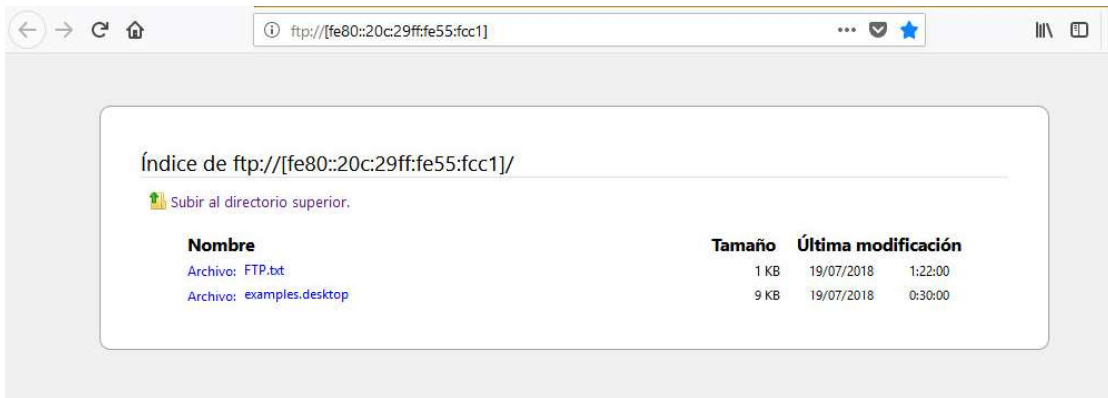 ftp://[fe80::20c:29ff:fe55:fcc1]
Índice de ftp://[fe80::20c:29ff:fe55:fcc1]/
Subir al directorio superior.
Nombre Tamaño Última modificación
Archivo: FTP.txt 1 KB 19/07/2018 1:22:00
Archivo: examples.desktop 9 KB 19/07/2018 0:30:00